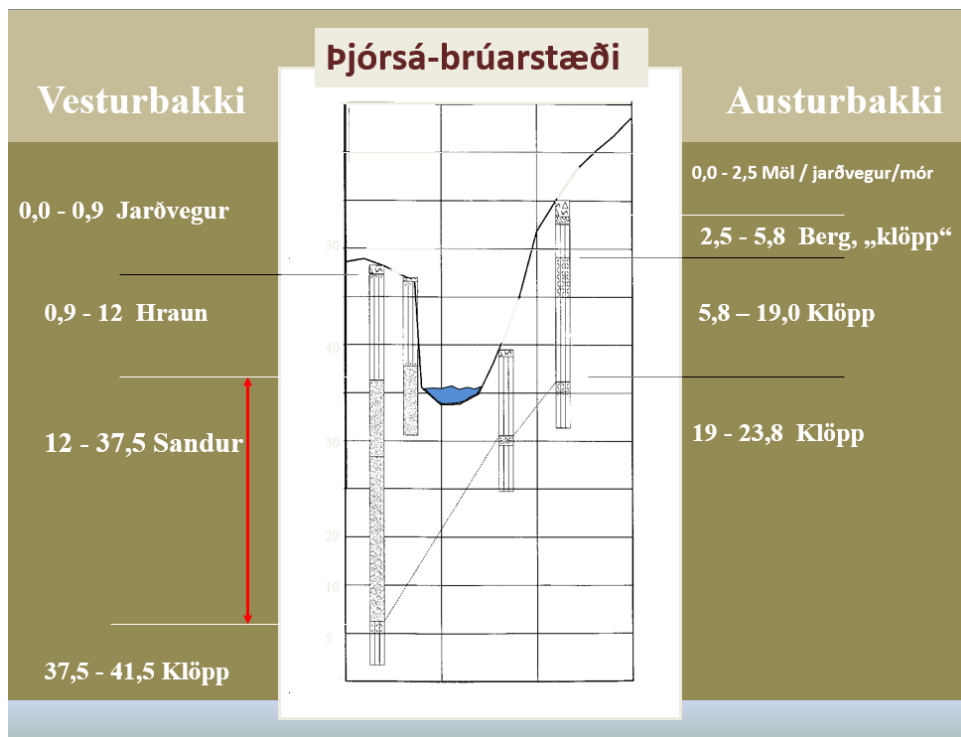 Þjórsá-brúarstæði
Vesturbakki
0,0 - 0,9 Jarðvegur
0,9 - 12 Hraun
12 - 37,5 Sandur
37,5 - 41,5 Klöpp
50
40
30
20
10
5
Austurbakki
0,0 - 2,5 Möl / jarðvegur/mór
2,5 - 5,8 Berg, „klöpp“
5,8 – 19,0 Klöpp
19 - 23,8 Klöpp